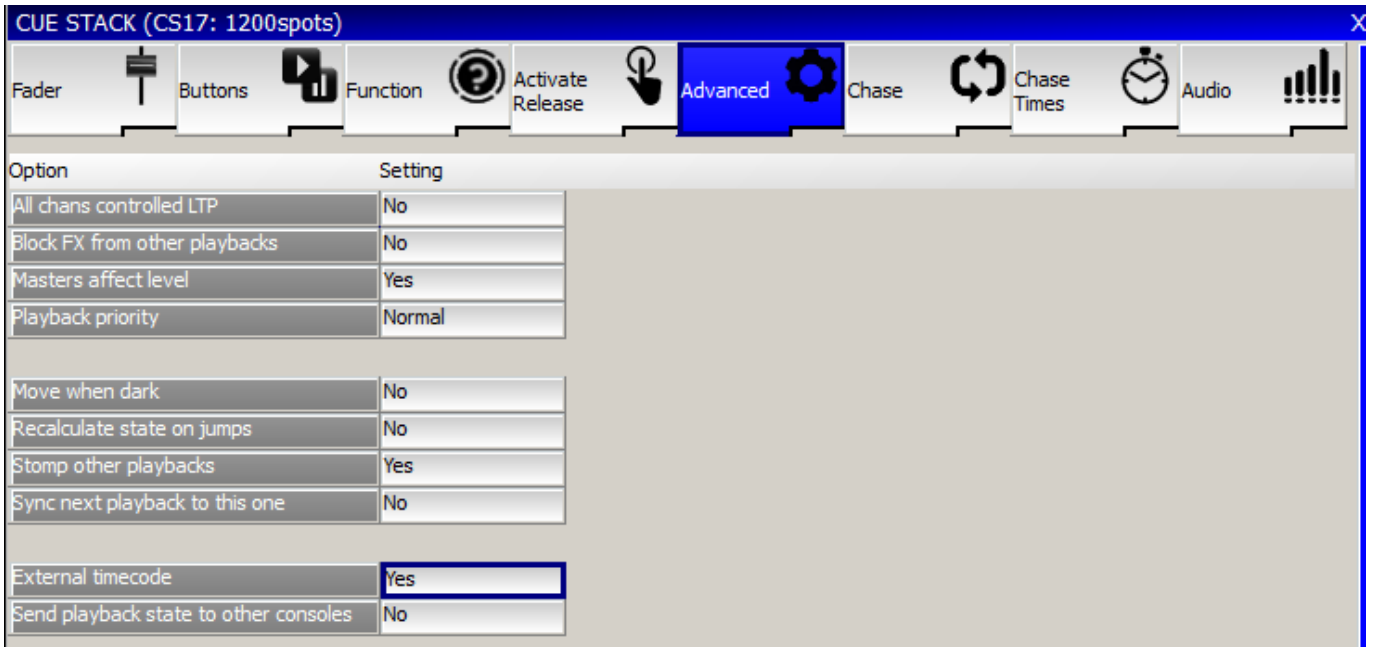 CUE STACK (CS17: 1200spots) X
Fader Buttons Function Activate Release Advanced Chase Chase Times Audio
Option Setting
All chans controlled LTP No
Block FX from other playbacks No
Masters affect level Yes
Playback priority Normal
Move when dark No
Recalculate state on jumps No
Stomp other playbacks Yes
Sync next playback to this one No
External timecode Yes
Send playback state to other consoles No